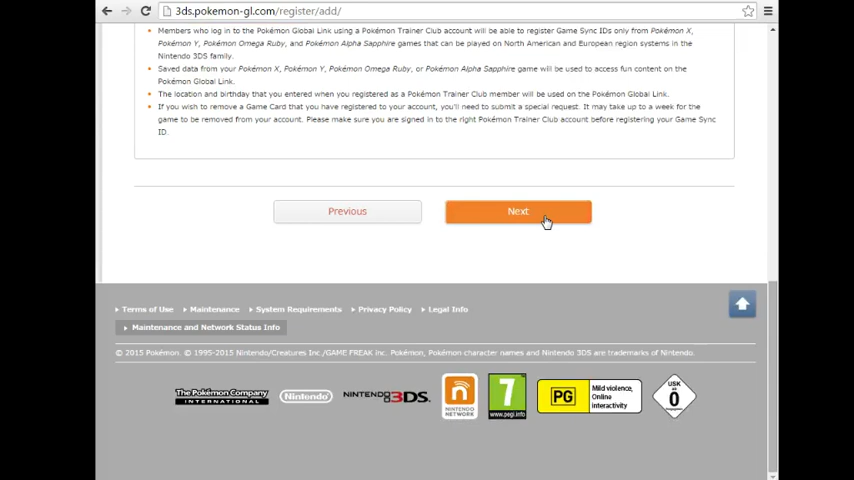 3ds.pokemon-gl.com/register/add/
Members who log in to the Pokémon Global Link using a Pokémon Trainer Club account will be able to register Game Sync IDs only from Pokémon X,
Pokémon Y, Pokémon Omega Ruby, and Pokémon Alpha Sapphire games that can be played on North American and European region systems in the
Nintendo 3DS family.
Saved data from your Pokémon X, Pokémon Y, Pokémon Omega Ruby, or Pokémon Alpha Sapphire game will be used to access fun content on the
Pokémon Global Link.
The location and birthday that you entered when you registered as a Pokémon Trainer Club member will be used on the Pokémon Global Link.
If you wish to remove a Game Card that you have registered to your account, you'll need to submit a special request. It may take up to a week for the
game to be removed from your account. Please make sure you are signed in to the right Pokémon Trainer Club account before registering your Game Sync
ID.
Previous Next
Terms of Use Maintenance System Requirements Privacy Policy Legal Info
Maintenance and Network Status Info
© 2015 Pokémon. © 1995-2015 Nintendo/Creatures Inc./GAME FREAK inc. Pokémon, Pokémon character names and Nintendo 3DS are trademarks of Nintendo.
The Pokémon Company
INTERNATIONAL
Nintendo
NINTENDO3DS
n
NINTENDO
NETWORK
7
www.pegi.info
PG
Mild violence,
Online
interactivity
USK
ab
0